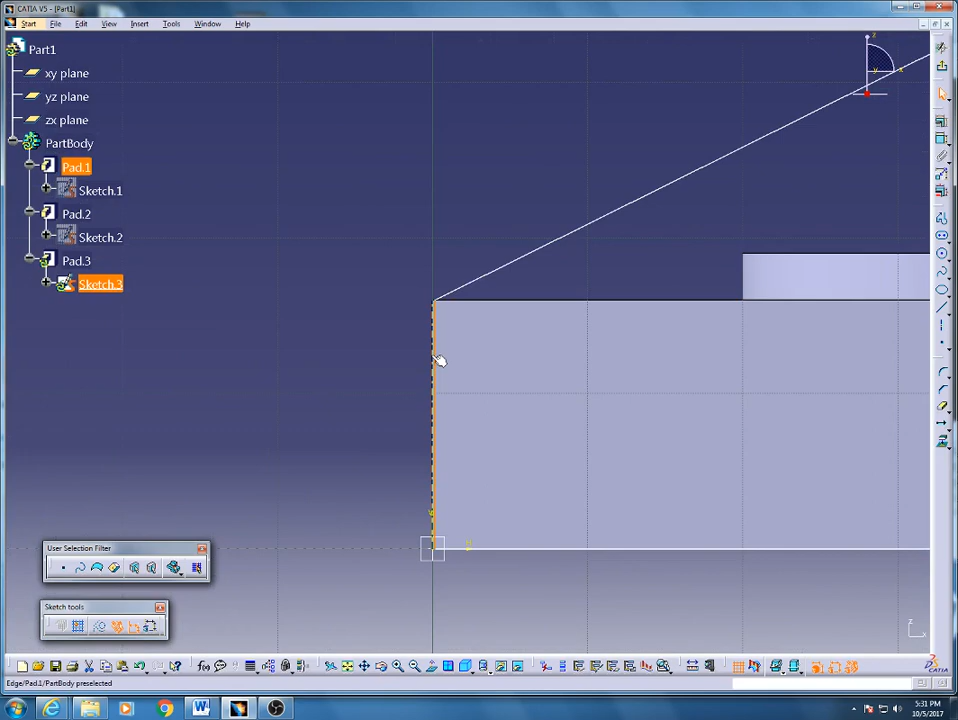 CATIA V5 - [Part1]
Start File Edit View Insert Tools Window Help
Part1
xy plane
yz plane
zx plane
PartBody
Pad.1
Sketch.1
Pad.2
Sketch.2
Pad.3
Sketch.3
z
y x
User Selection Filter
Sketch tools
z
x
f(x)
CATIA
Edge/Pad.1/PartBody preselected
W
5:31 PM
10/5/2017